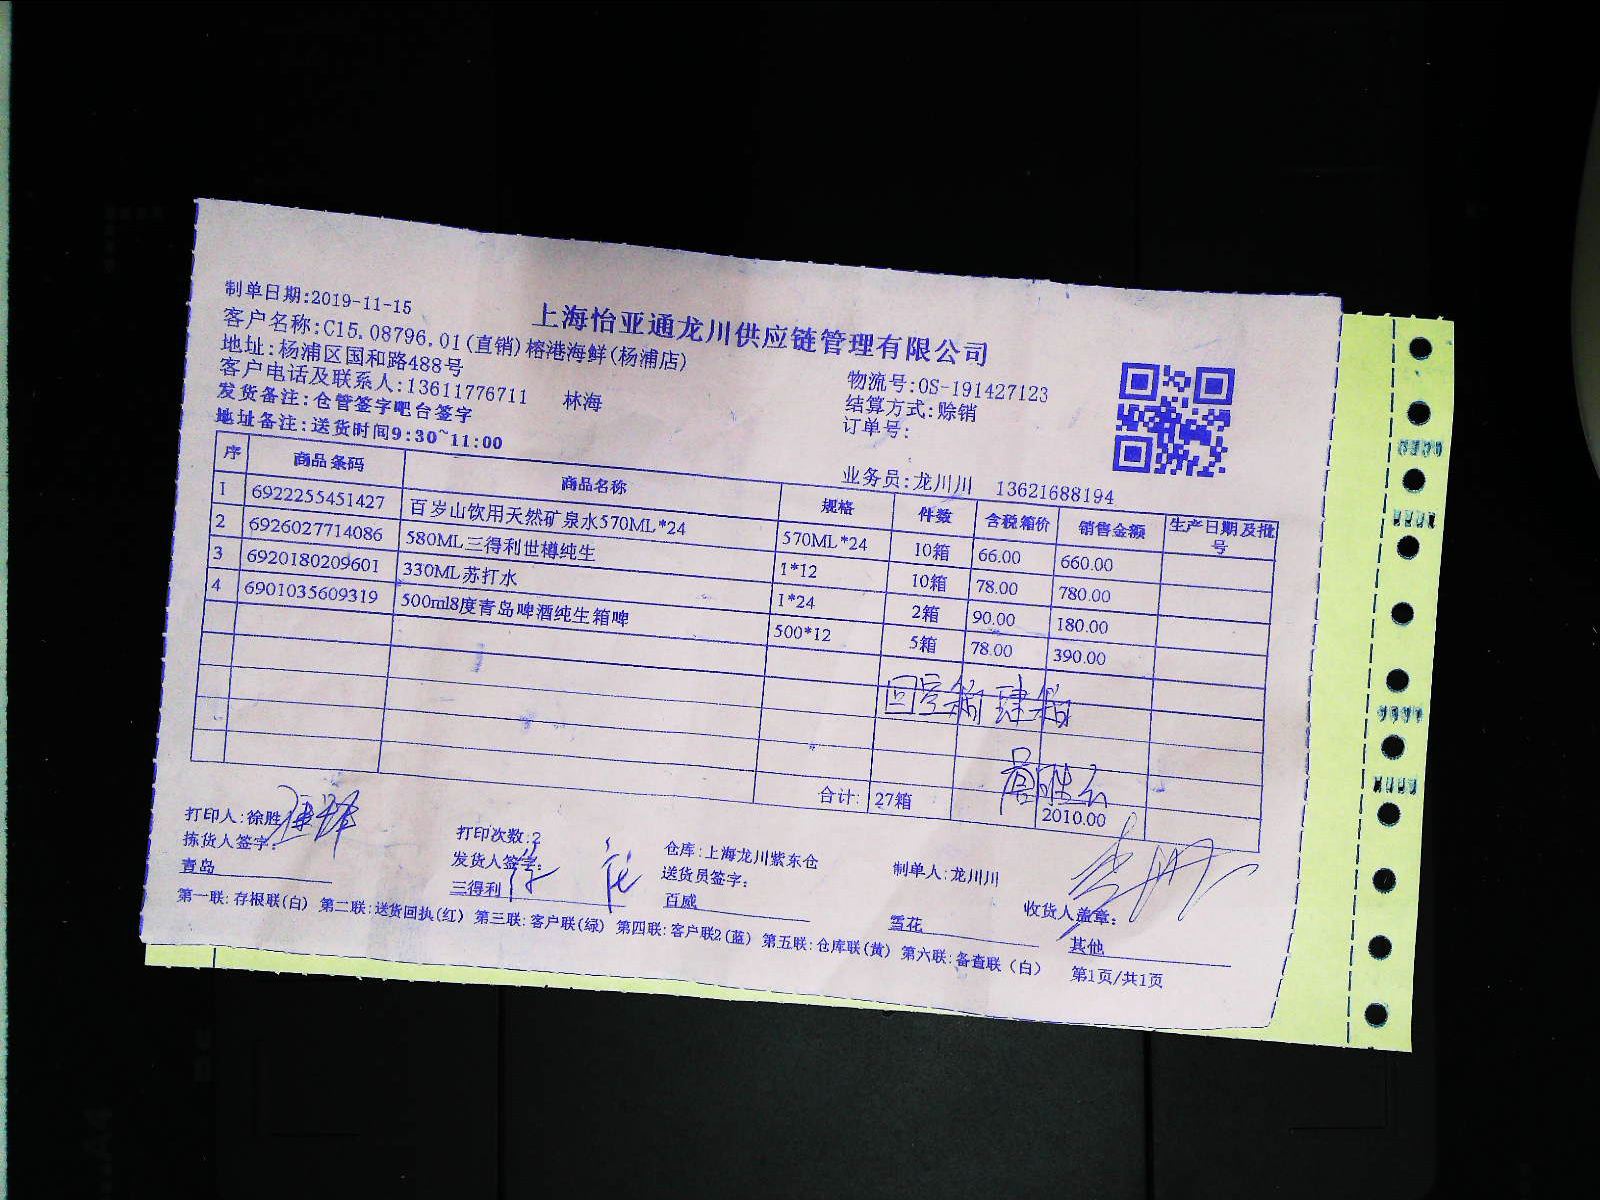 制单日期:2019-11-15
上海怡亚通龙川供应链管理有限公司
客户名称:C15.08796.01(直销)榕港海鲜(杨浦店)
地址:杨浦区国和路488号
物流号:OS-191427123
客户电话及联系人:13611776711 林海
结算方式:赊销
发货备注:仓管签字吧台签字
订单号:
地址备注:送货时间9:30~11:00
业务员:龙川川 13621688194
序 商品条码 商品名称 规格 件数 含税箱价 销售金额 生产日期及批号
1 6922255451427 百岁山饮用天然矿泉水570ML*24 570ML*24 10箱 66.00 660.00
2 6926027714086 580ML三得利世樽纯生 1*12 10箱 78.00 780.00
3 6920180209601 330ML苏打水 1*24 2箱 90.00 180.00
4 6901035609319 500ml8度青岛啤酒纯生箱啤 500*12 5箱 78.00 390.00
回空箱肆箱
合计: 27箱 2010.00
打印人:徐胜 打印次数:2 仓库:上海龙川紫东仓 制单人:龙川川
拣货人签字: 发货人签字: 送货员签字: 收货人盖章:
青岛 三得利 百威 雪花 其他
第一联:存根联(白) 第二联:送货回执(红) 第三联:客户联(绿) 第四联:客户联2(蓝) 第五联:仓库联(黄) 第六联:备查联(白) 第1页/共1页